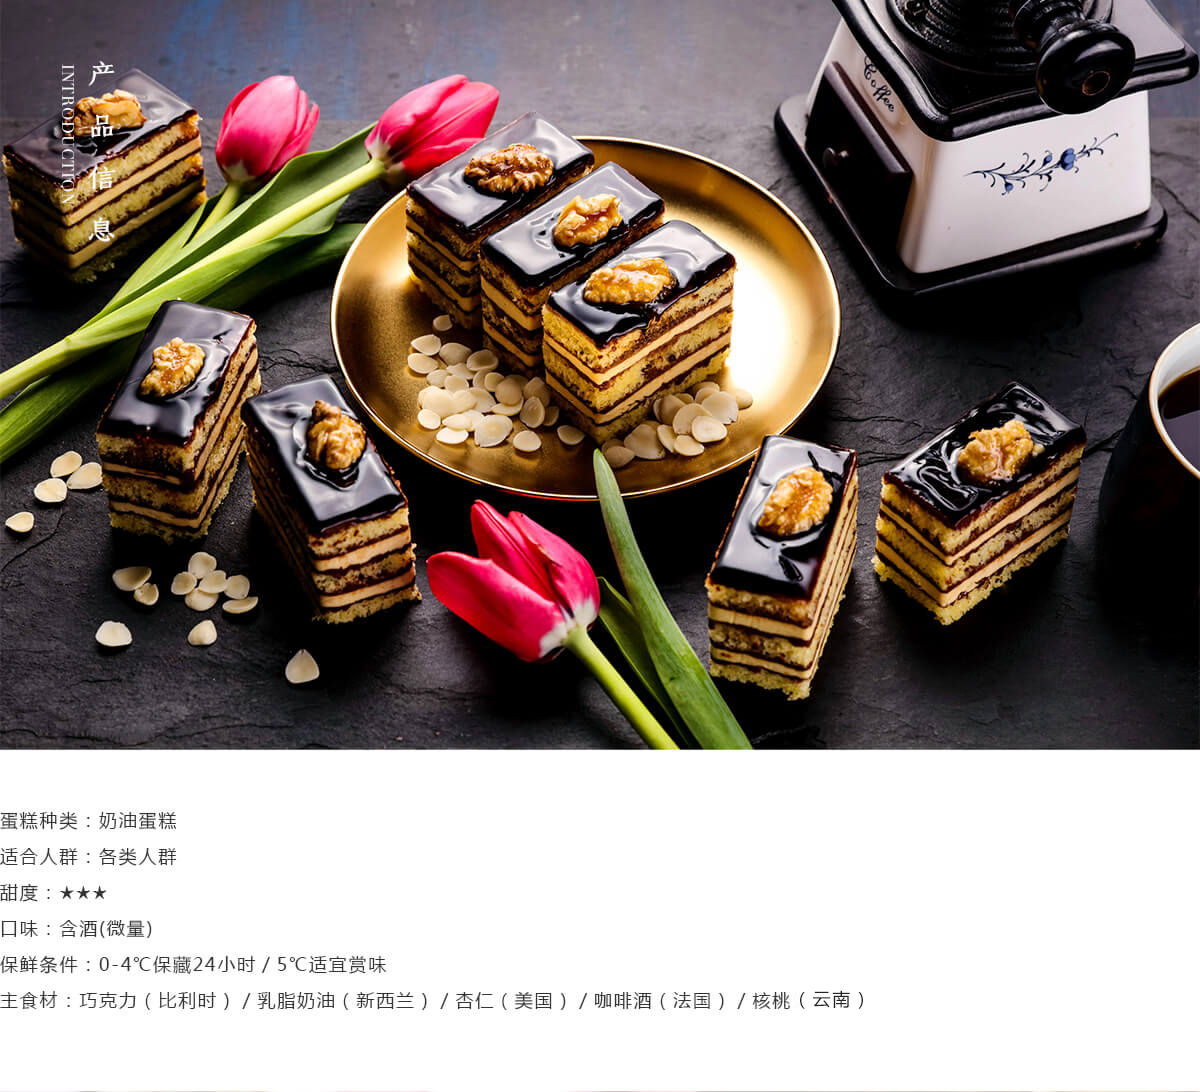 产品信息
INTRODUCTION
Coffee
蛋糕种类：奶油蛋糕
适合人群：各类人群
甜度：★★★
口味：含酒(微量)
保鲜条件：0-4℃保藏24小时 / 5℃适宜赏味
主食材：巧克力（比利时）/ 乳脂奶油（新西兰）/ 杏仁（美国）/ 咖啡酒（法国）/ 核桃（云南）